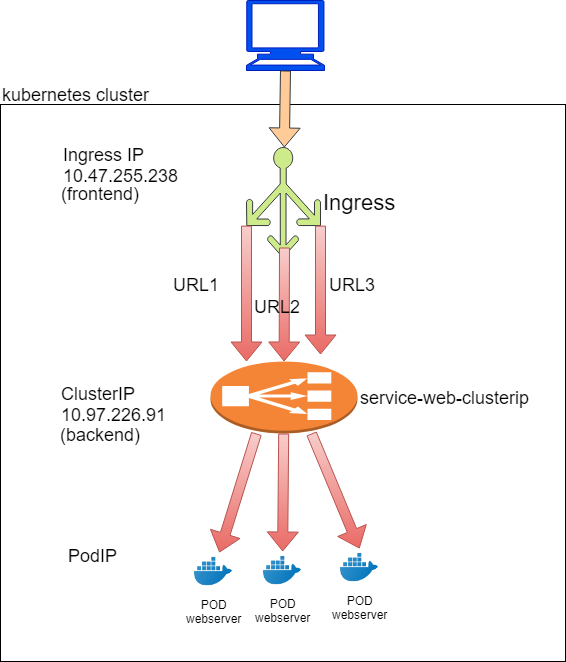 kubernetes cluster
Ingress IP
10.47.255.238
(frontend)
Ingress
URL1
URL2
URL3
ClusterIP
10.97.226.91
(backend)
service-web-clusterip
PodIP
POD
webserver
POD
webserver
POD
webserver